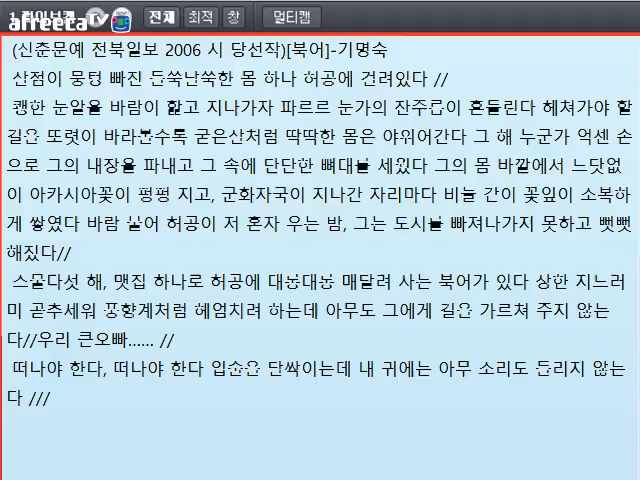 afreecaTV 전체 최적 창 멀티캠
(신춘문예 전북일보 2006 시 당선작)[북어]-기명숙
산점이 뭉텅 빠진 들쑥날쑥한 몸 하나 허공에 걸려있다 //
퀭한 눈알을 바람이 핥고 지나가자 파르르 눈가의 잔주름이 흔들린다 헤쳐가야 할
길을 또렷이 바라볼수록 굳은살처럼 딱딱한 몸은 야위어간다 그 해 누군가 억센 손
으로 그의 내장을 파내고 그 속에 단단한 뼈대를 세웠다 그의 몸 바깥에서 느닷없
이 아카시아꽃이 펑펑 지고, 군화자국이 지나간 자리마다 비늘 간이 꽃잎이 소복하
게 쌓였다 바람 불어 허공이 저 혼자 우는 밤, 그는 도시를 빠져나가지 못하고 뻣뻣
해짔다//
스물다섯 해, 맷집 하나로 허공에 대롱대롱 매달려 사는 북어가 있다 상한 지느러
미 곧추세워 풍향계처럼 헤엄치려 하는데 아무도 그에게 길을 가르쳐 주지 않는
다//우리 큰오빠...... //
떠나야 한다, 떠나야 한다 입술을 단싹이는데 내 귀에는 아무 소리도 들리지 않는
다 ///